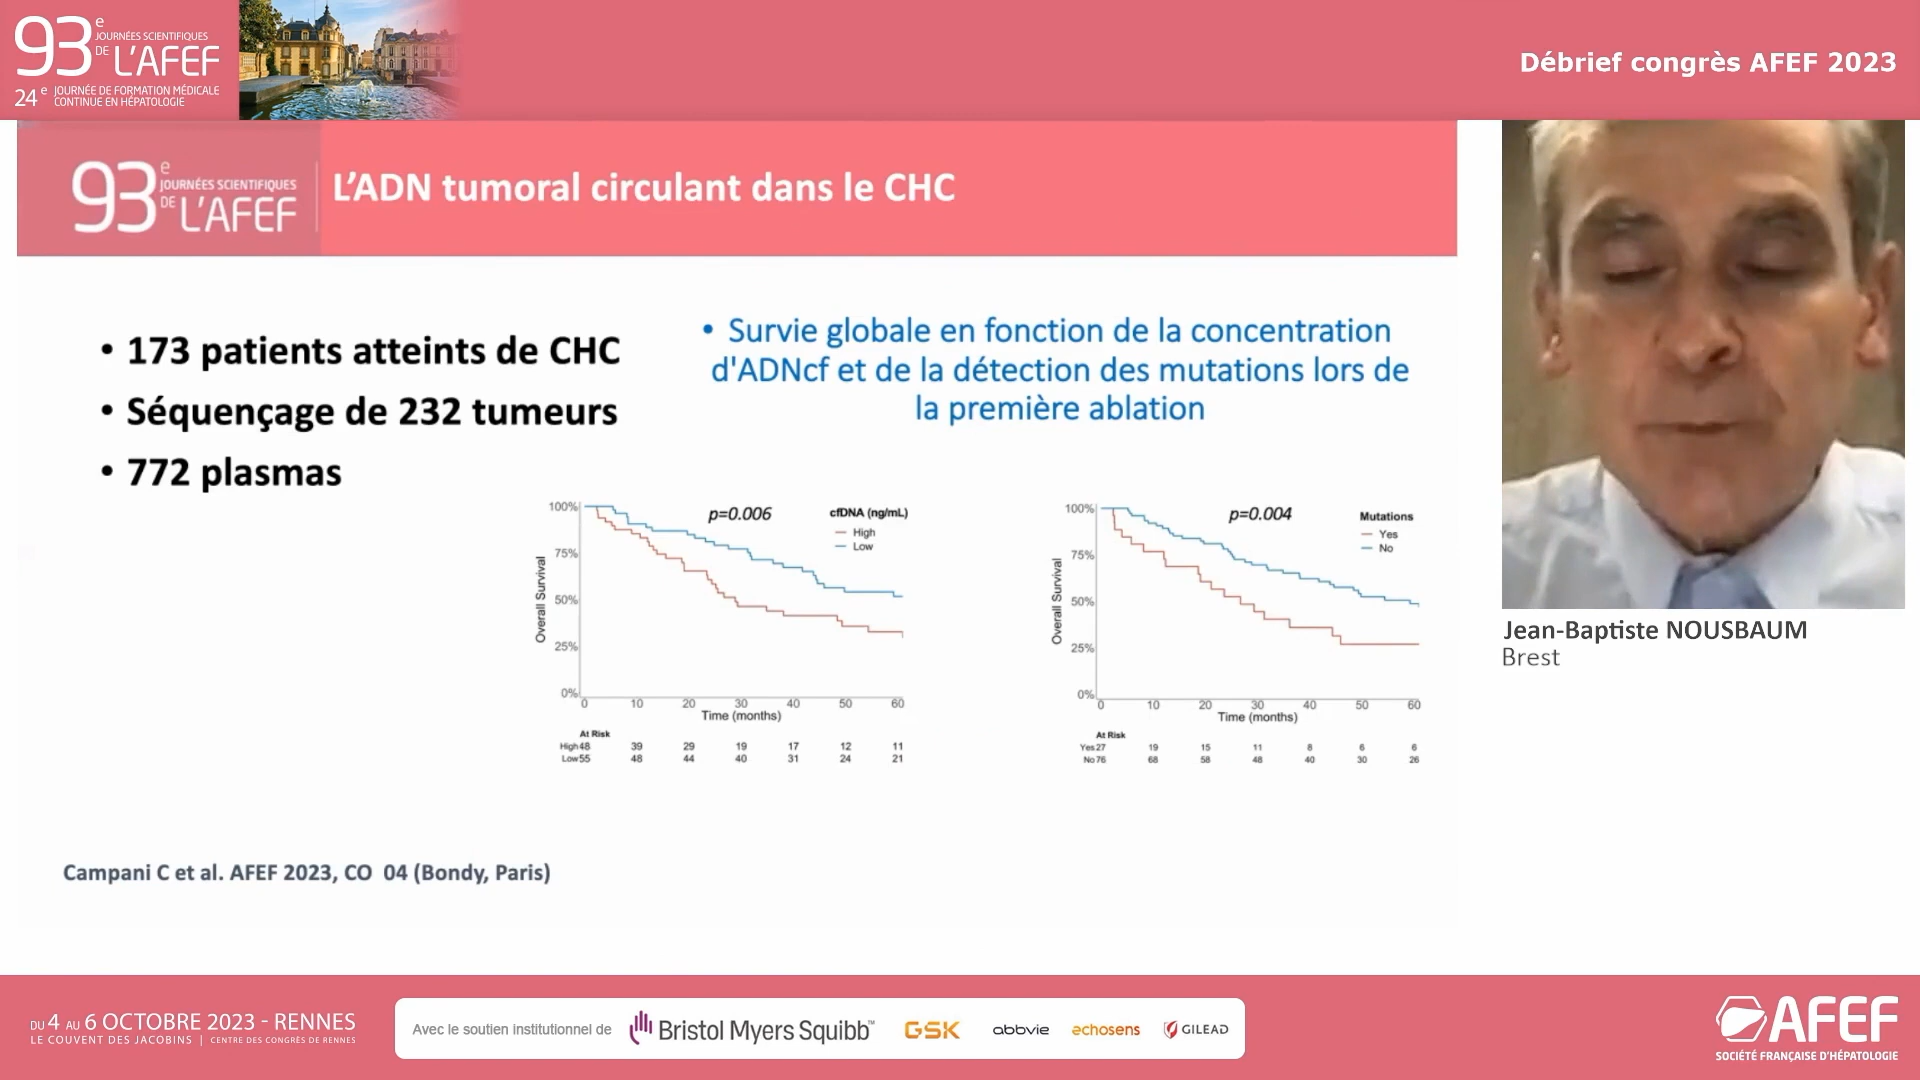 93e JOURNÉES SCIENTIFIQUES
DE L'AFEF
24e JOURNÉE DE FORMATION MÉDICALE
CONTINUE EN HÉPATOLOGIE
Débrief congrès AFEF 2023
93e JOURNÉES SCIENTIFIQUES
DE L'AFEF
L'ADN tumoral circulant dans le CHC
• 173 patients atteints de CHC
• Séquençage de 232 tumeurs
• 772 plasmas
• Survie globale en fonction de la concentration
d'ADNcf et de la détection des mutations lors de
la première ablation
p=0.006
cfDNA (ng/mL)
High
Low
Overall Survival
100%
75%
50%
25%
0%
0 10 20 30 40 50 60
Time (months)
At Risk
High 48 39 29 19 17 12 11
Low 55 48 44 40 31 24 21
p=0.004
Mutations
Yes
No
Overall Survival
100%
75%
50%
25%
0%
0 10 20 30 40 50 60
Time (months)
At Risk
Yes 27 19 15 11 8 6 6
No 76 68 58 48 40 30 26
Campani C et al. AFEF 2023, CO 04 (Bondy, Paris)
Jean-Baptiste NOUSBAUM
Brest
DU 4 AU 6 OCTOBRE 2023 - RENNES
LE COUVENT DES JACOBINS | CENTRE DES CONGRÈS DE RENNES
Avec le soutien institutionnel de
Bristol Myers Squibb™
GSK
abbvie
echosens
GILEAD
AFEF
SOCIÉTÉ FRANÇAISE D'HÉPATOLOGIE